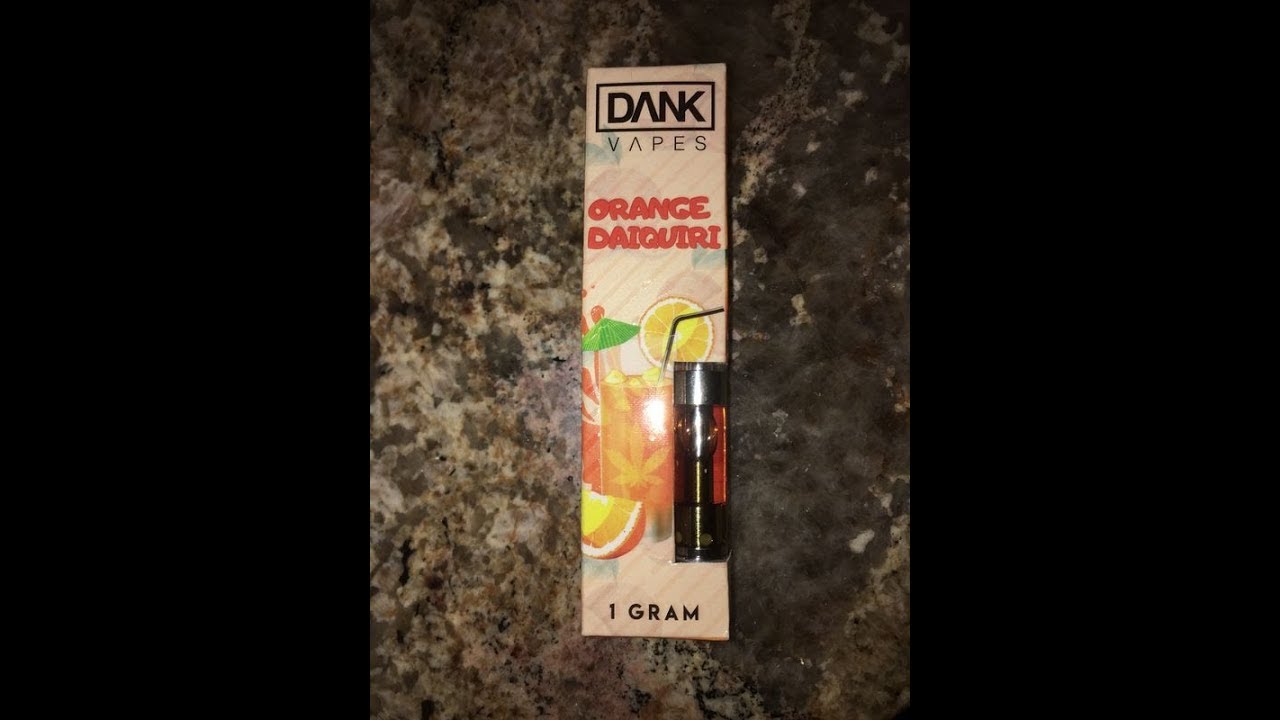 DANK
VAPES
ORANGE
DAIQUIRI
1 GRAM